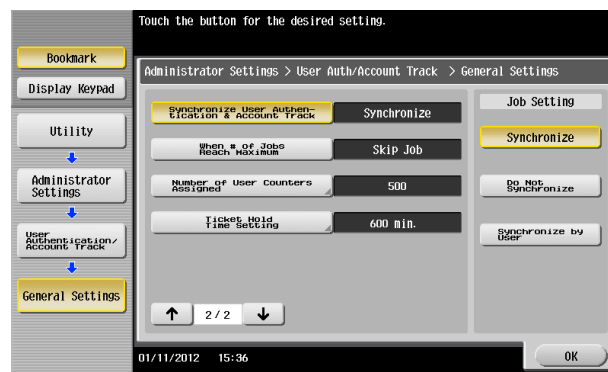 Touch the button for the desired setting.
Bookmark
Display Keypad
Utility
Administrator
Settings
User
Authentication/
Account Track
General Settings
Administrator Settings > User Auth/Account Track > General Settings
Synchronize User Authen-
tication & Account Track
Synchronize
When # of Jobs
Reach Maximum
Skip Job
Number of User Counters
Assigned
500
Ticket Hold
Time Setting
600 min.
2/2
Job Setting
Synchronize
Do Not
Synchronize
Synchronize by
User
01/11/2012 15:36
OK